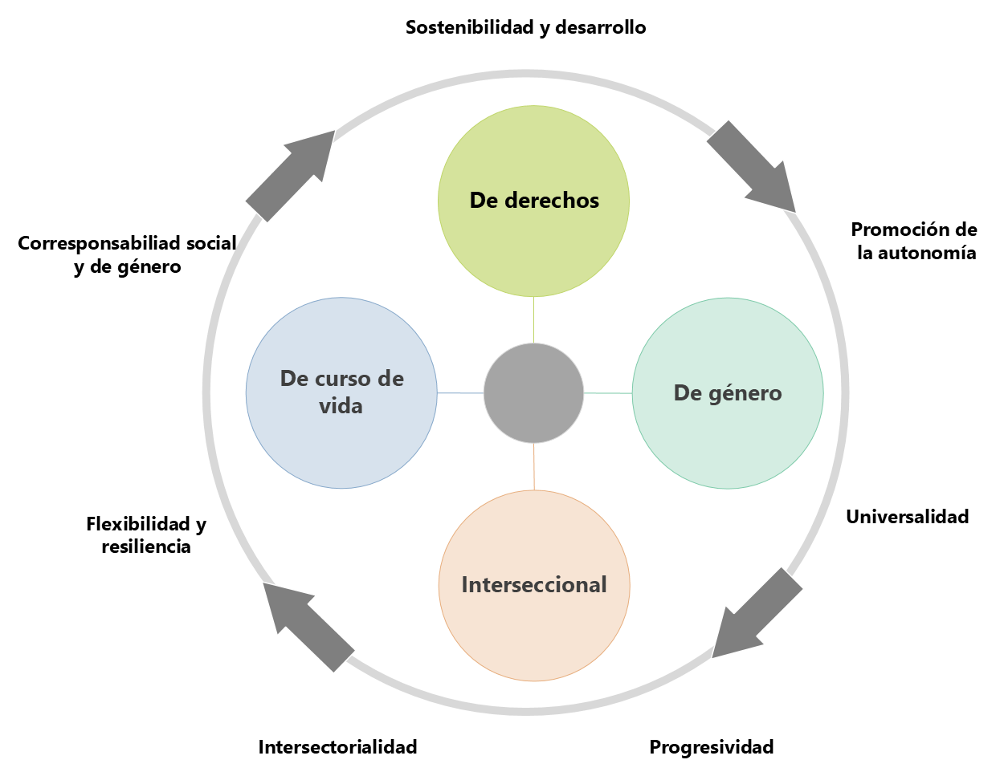 Sostenibilidad y desarrollo
De derechos
Promoción de
la autonomía
Corresponsabiliad social
y de género
De curso de
vida
De género
Universalidad
Flexibilidad y
resiliencia
Interseccional
Intersectorialidad
Progresividad